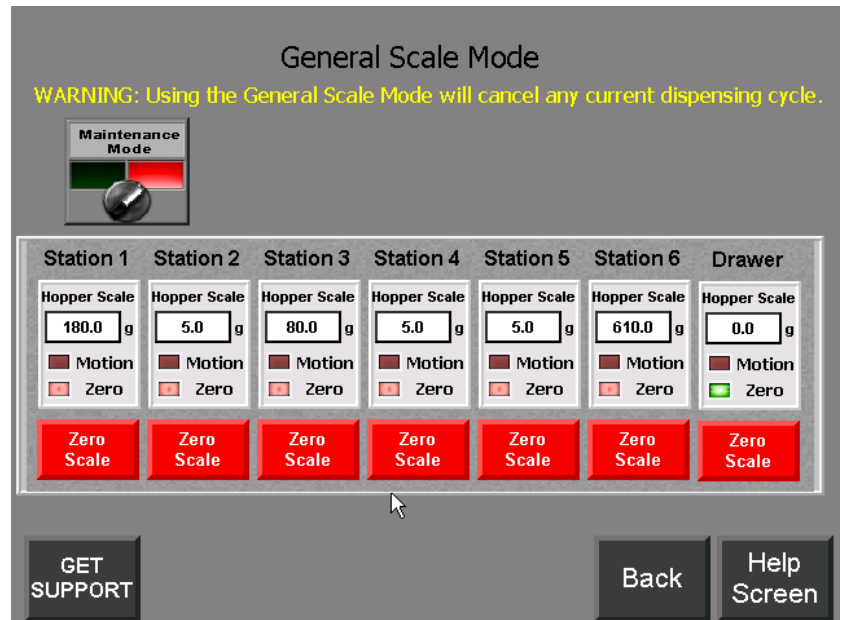 General Scale Mode
WARNING: Using the General Scale Mode will cancel any current dispensing cycle.
Maintenance
Mode
Station 1 Station 2 Station 3 Station 4 Station 5 Station 6 Drawer
Hopper Scale Hopper Scale Hopper Scale Hopper Scale Hopper Scale Hopper Scale Hopper Scale
180.0 g 5.0 g 80.0 g 5.0 g 5.0 g 610.0 g 0.0 g
Motion Motion Motion Motion Motion Motion Motion
Zero Zero Zero Zero Zero Zero Zero
Zero Zero Zero Zero Zero Zero Zero
Scale Scale Scale Scale Scale Scale Scale
GET
SUPPORT
Back
Help
Screen